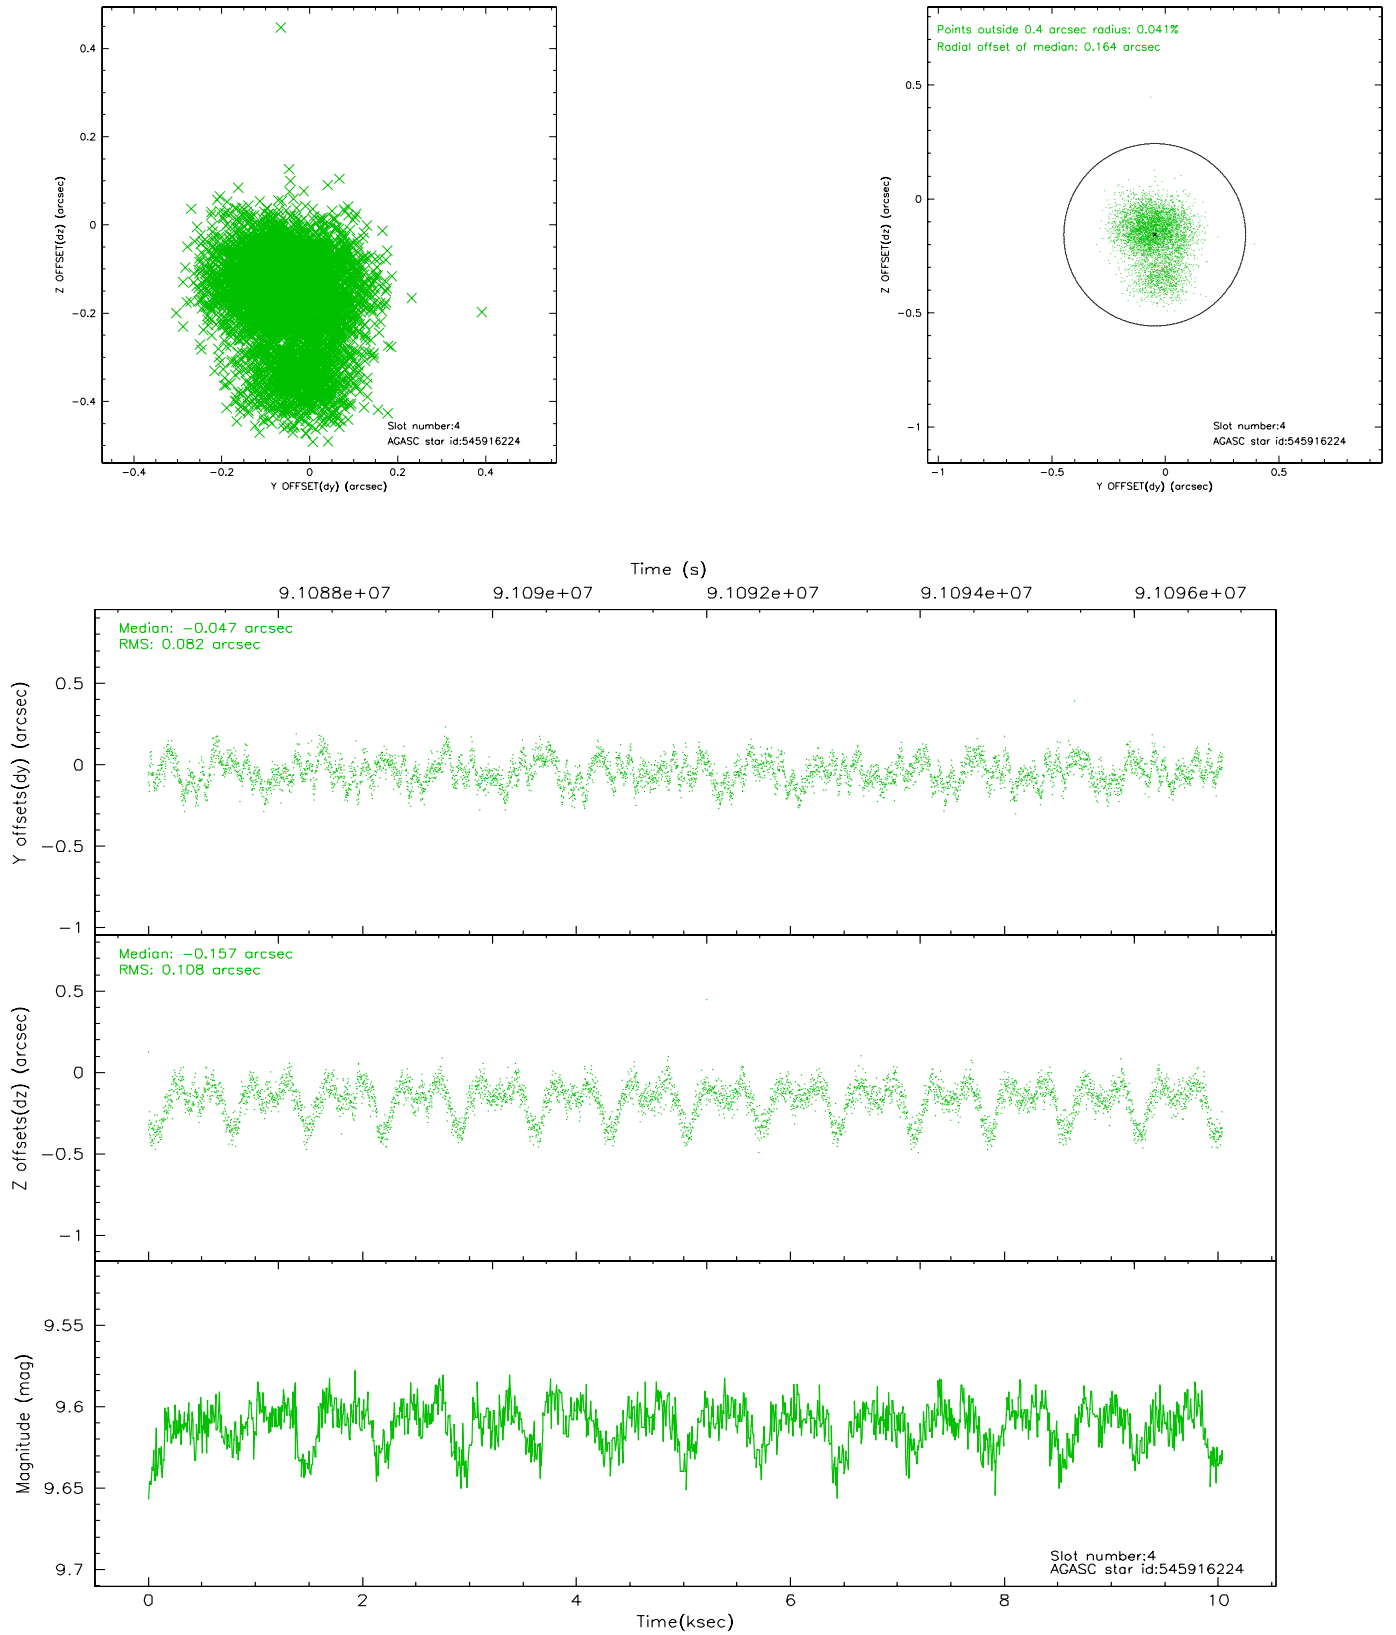 0.4
0.2
0
−0.2
−0.4
Z OFFSET(dz) (arcsec)
−0.4 −0.2 0 0.2 0.4
Y OFFSET(dy) (arcsec)
Slot number:4
AGASC star id:545916224
Points outside 0.4 arcsec radius: 0.041%
Radial offset of median: 0.164 arcsec
0.5
0
−0.5
−1
Z OFFSET(dz) (arcsec)
−1 −0.5 0 0.5
Y OFFSET(dy) (arcsec)
Slot number:4
AGASC star id:545916224
Time (s)
9.1088e+07 9.109e+07 9.1092e+07 9.1094e+07 9.1096e+07
Median: −0.047 arcsec
RMS: 0.082 arcsec
0.5
0
−0.5
−1
Y offsets(dy) (arcsec)
Median: −0.157 arcsec
RMS: 0.108 arcsec
0.5
0
−0.5
−1
Z offsets(dz) (arcsec)
9.55
9.6
9.65
9.7
Magnitude (mag)
Slot number:4
AGASC star id:545916224
0 2 4 6 8 10
Time(ksec)